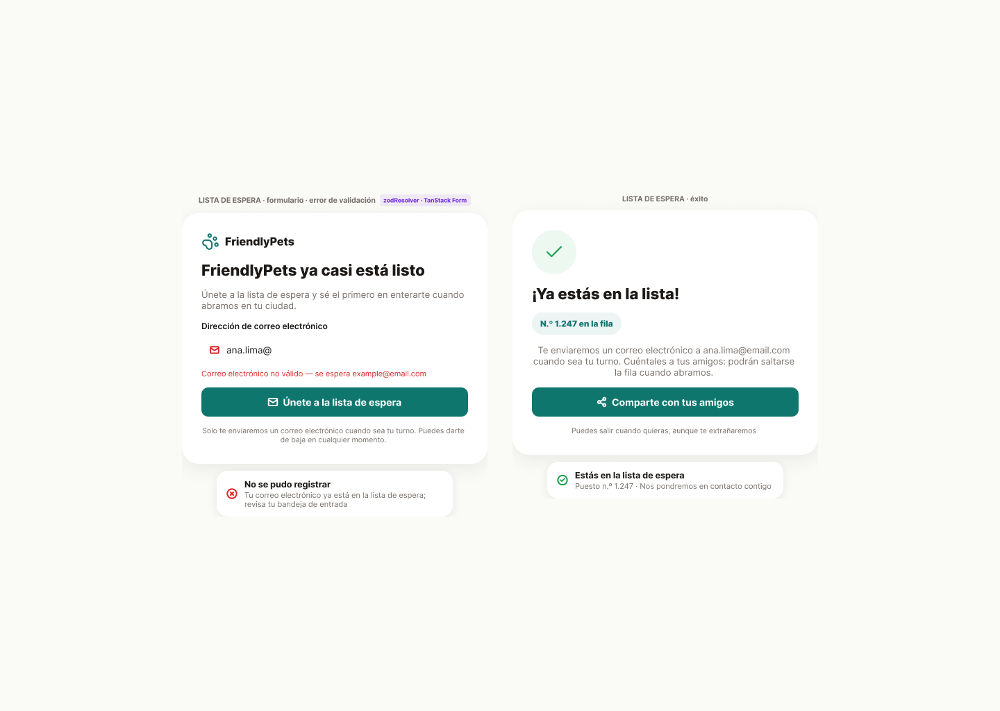 LISTA DE ESPERA · formulario · error de validación
zodResolver · TanStack Form
FriendlyPets
FriendlyPets ya casi está listo
Únete a la lista de espera y sé el primero en enterarte cuando
abramos en tu ciudad.
Dirección de correo electrónico
ana.lima@
Correo electrónico no válido — se espera example@email.com
Únete a la lista de espera
Solo te enviaremos un correo electrónico cuando sea tu turno. Puedes darte
de baja en cualquier momento.
No se pudo registrar
Tu correo electrónico ya está en la lista de espera;
revisa tu bandeja de entrada
LISTA DE ESPERA · éxito
¡Ya estás en la lista!
N.º 1.247 en la fila
Te enviaremos un correo electrónico a ana.lima@email.com
cuando sea tu turno. Cuéntales a tus amigos: podrán saltarse
la fila cuando abramos.
Comparte con tus amigos
Puedes salir cuando quieras, aunque te extrañaremos
Estás en la lista de espera
Puesto n.º 1.247 · Nos pondremos en contacto contigo